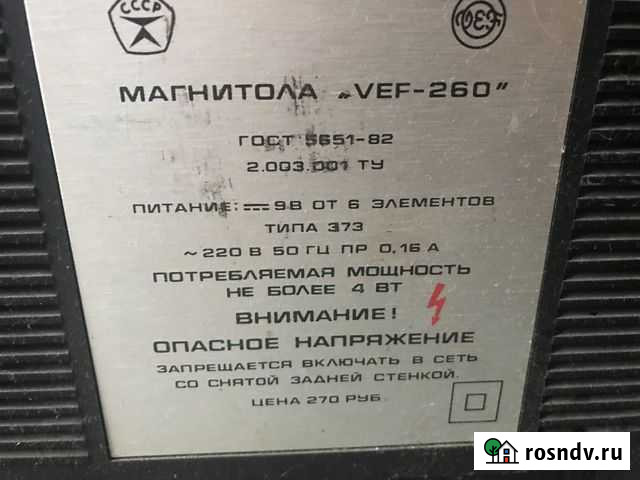 СССР
VEF
МАГНИТОЛА „VEF-260”
ГОСТ 5651-82
2.003.001 ТУ
ПИТАНИЕ: ⎓ 9В ОТ 6 ЭЛЕМЕНТОВ
ТИПА 373
~ 220 В 50 ГЦ ПР 0,16 А
ПОТРЕБЛЯЕМАЯ МОЩНОСТЬ
НЕ БОЛЕЕ 4 ВТ
ВНИМАНИЕ!
ОПАСНОЕ НАПРЯЖЕНИЕ
ЗАПРЕЩАЕТСЯ ВКЛЮЧАТЬ В СЕТЬ
СО СНЯТОЙ ЗАДНЕЙ СТЕНКОЙ.
ЦЕНА 270 РУБ.
rosndv.ru